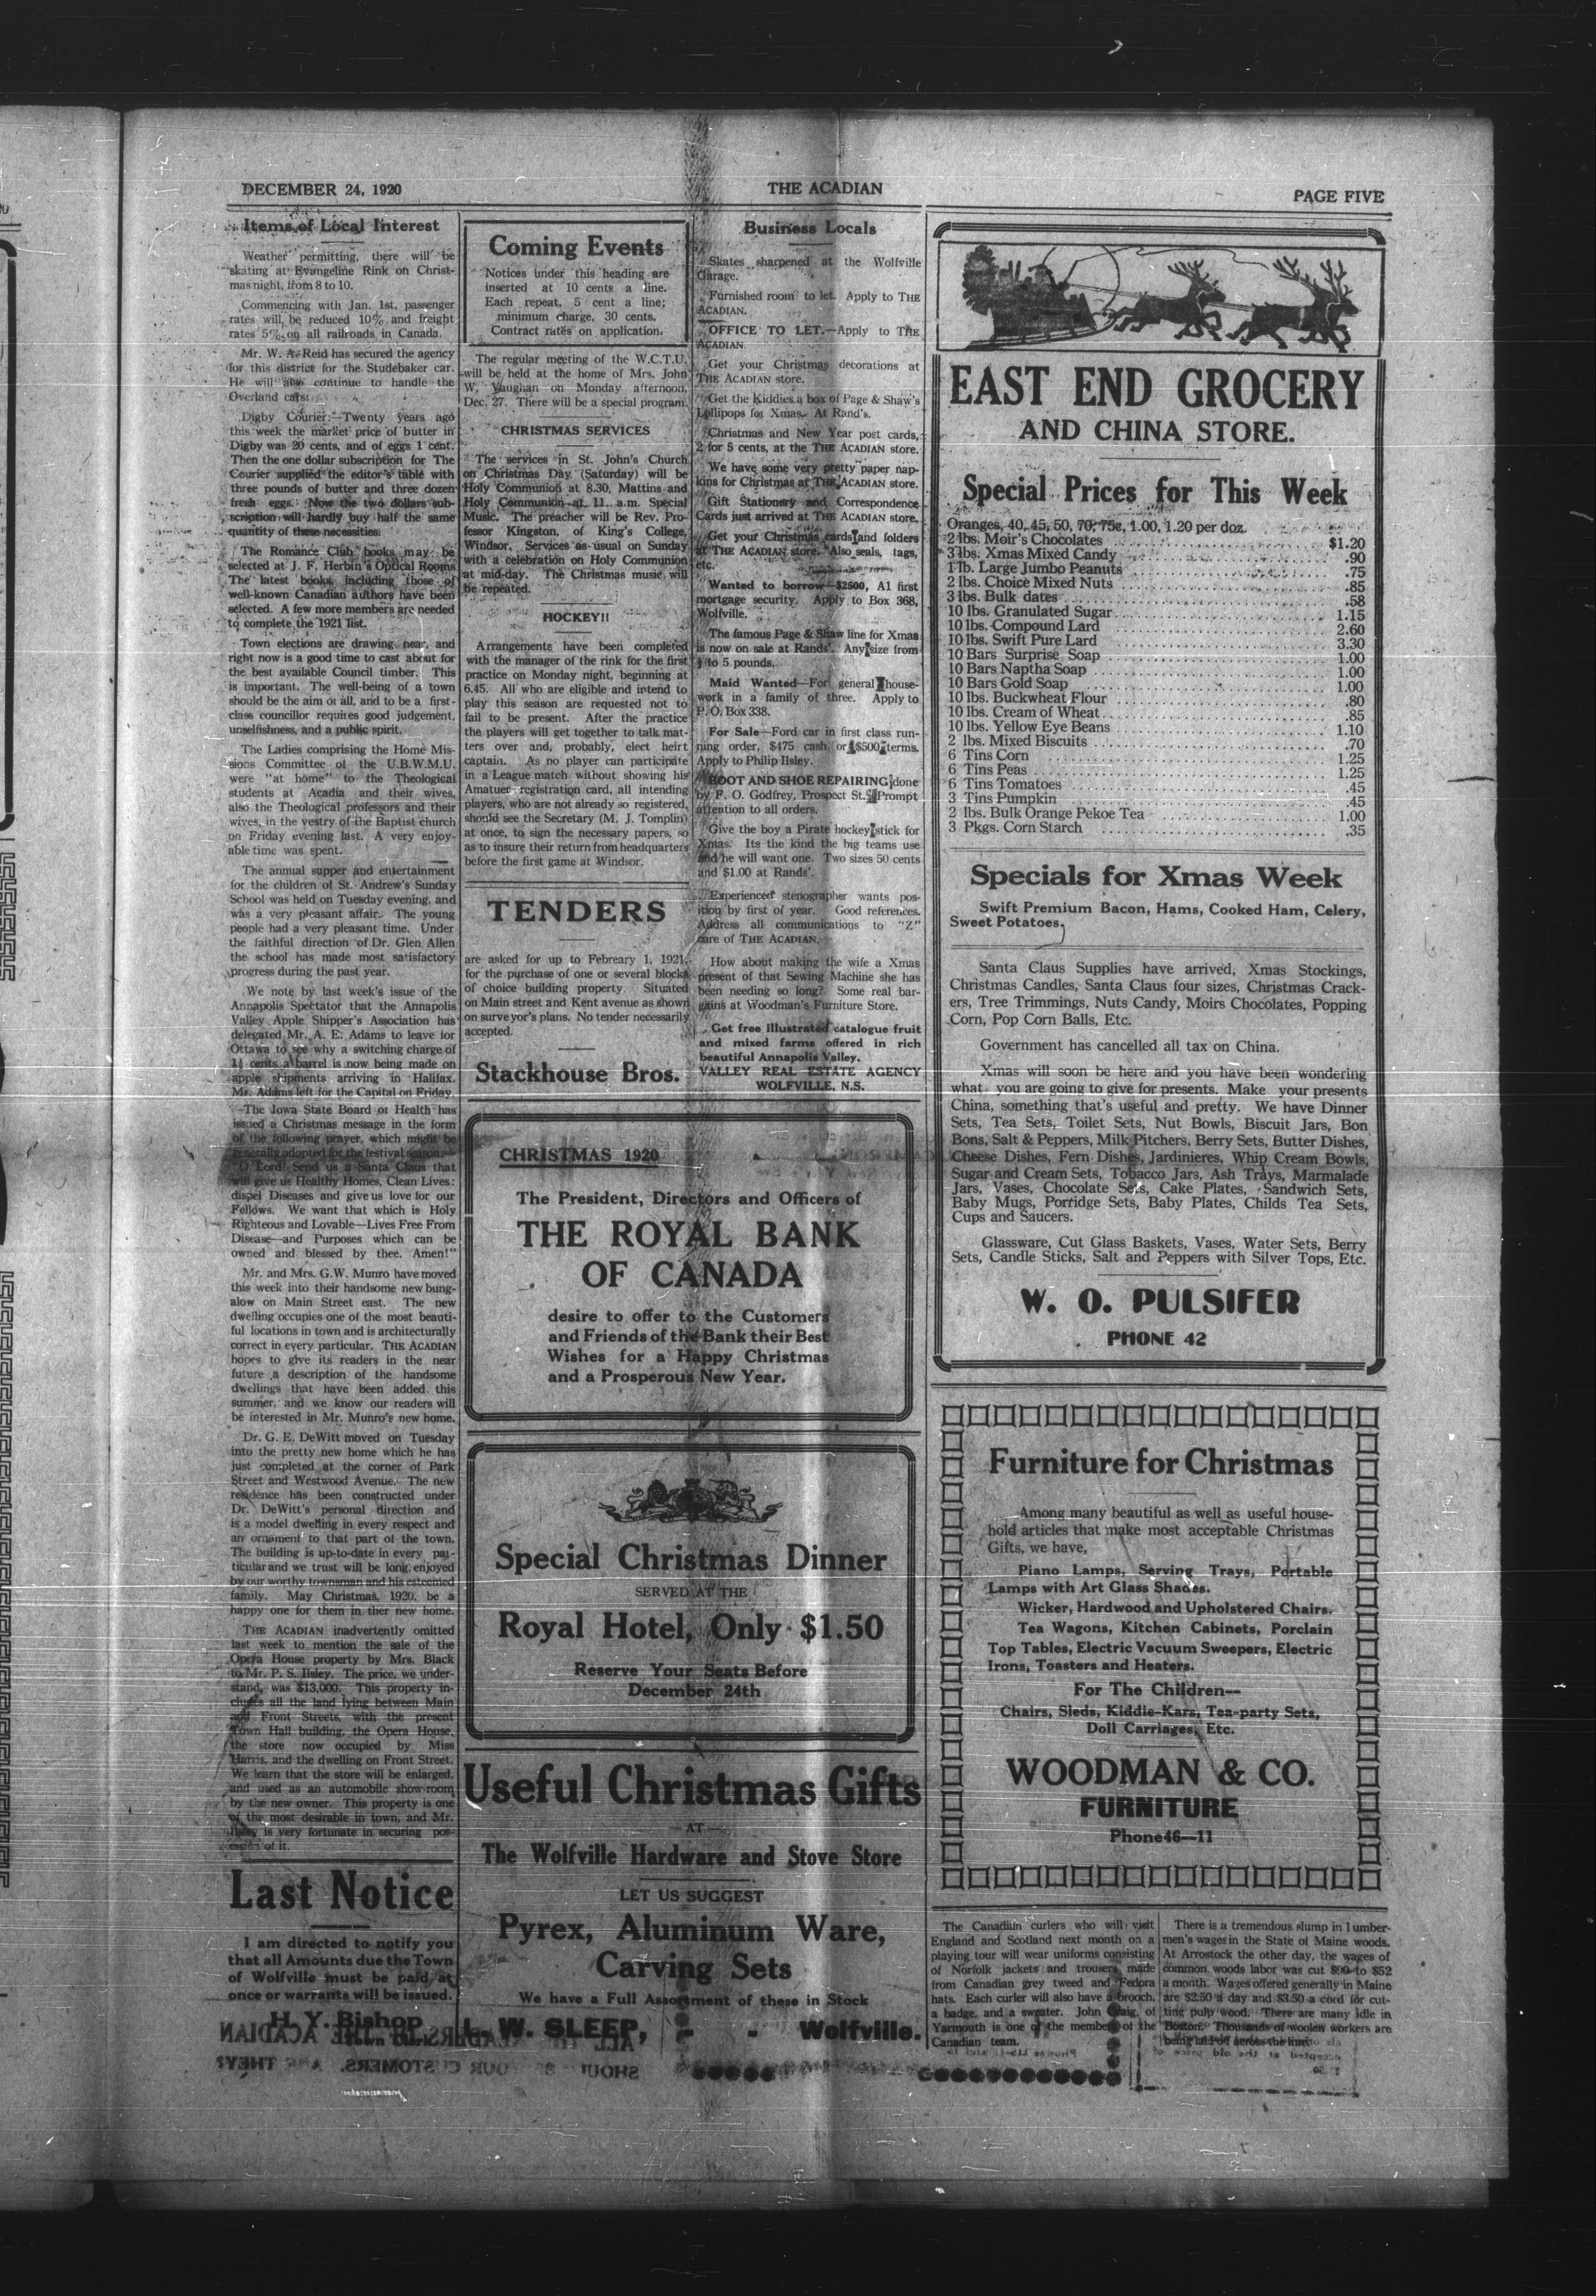 DECEMBER 24, 1920
THE ACADIAN
PAGE FIVE
Items of Local Interest
Weather permitting, there will be
skating at Evangeline Rink on Christ-
mas night, from 8 to 10.
Commencing with Jan. 1st, passenger
rates will be reduced 10% and freight
rates 5% on all railroads in Canada.
Mr. W. A. Reid has secured the agency
for this district for the Studebaker car.
He will also continue to handle the
Overland cars.
Digby Courier:—Twenty years ago
this week the market price of butter in
Digby was 20 cents, and of eggs 1 cent.
Then the one dollar subscription for The
Courier supplied the editor's table with
three pounds of butter and three dozen
fresh eggs. Now the two dollars sub-
scription will hardly buy half the same
quantity of these necessities.
The Romance Club books may be
selected at J. F. Herbin's Optical Rooms
The latest books including those of
well-known Canadian authors have been
selected. A few more members are needed
to complete the 1921 list.
Town elections are drawing near, and
right now is a good time to cast about for
the best available Council timber. This
is important. The well-being of a town
should be the aim of all, and to be a first-
class councillor requires good judgement,
unselfishness, and a public spirit.
The Ladies comprising the Home Mis-
sions Committee of the U.B.W.M.U.
were "at home" to the Theological
students at Acadia and their wives,
also the Theological professors and their
wives, in the vestry of the Baptist church
on Friday evening last. A very enjoy-
able time was spent.
The annual supper and entertainment
for the children of St. Andrew's Sunday
School was held on Tuesday evening, and
was a very pleasant affair. The young
people had a very pleasant time. Under
the faithful direction of Dr. Glen Allen
the school has made most satisfactory
progress during the past year.
We note by last week's issue of the
Annapolis Spectator that the Annapolis
Valley Apple Shipper's Association has
delegated Mr. A. E. Adams to leave for
Ottawa to see why a switching charge of
1½ cents a barrel is now being made on
apple shipments arriving in Halifax.
Mr. Adams left for the Capital on Friday.
The Iowa State Board of Health has
issued a Christmas message in the form
of the following prayer, which might be
generally adopted for the festival season:—
"O Lord! Send us a Santa Claus that
will give us Healthy Homes, Clean Lives:
dispel Diseases and give us love for our
Fellows. We want that which is Holy
Righteous and Lovable—Lives Free From
Disease—and Purposes which can be
owned and blessed by thee. Amen!"
Mr. and Mrs. G.W. Munro have moved
this week into their handsome new bung-
alow on Main Street east. The new
dwelling occupies one of the most beauti-
ful locations in town and is architecturally
correct in every particular. THE ACADIAN
hopes to give its readers in the near
future a description of the handsome
dwellings that have been added this
summer, and we know our readers will
be interested in Mr. Munro's new home.
Dr. G. E. DeWitt moved on Tuesday
into the pretty new home which he has
just completed at the corner of Park
Street and Westwood Avenue. The new
residence has been constructed under
Dr. DeWitt's personal direction and
is a model dwelling in every respect and
an ornament to that part of the town.
The building is up-to-date in every par-
ticular and we trust will be long enjoyed
by our worthy townsman and his esteemed
family. May Christmas, 1920, be a
happy one for them in ther new home.
THE ACADIAN inadvertently omitted
last week to mention the sale of the
Opera House property by Mrs. Black
to Mr. P. S. Ilsley. The price, we under-
stand, was $13,000. This property in-
cludes all the land lying between Main
and Front Streets, with the present
Town Hall building, the Opera House,
the store now occupied by Miss
Harris, and the dwelling on Front Street.
We learn that the store will be enlarged,
and used as an automobile show-room
by the new owner. This property is one
of the most desirable in town, and Mr.
Ilsley is very fortunate in securing pos-
session of it.
Last Notice
I am directed to notify you
that all Amounts due the Town
of Wolfville must be paid at
once or warrants will be issued.
H. Y. Bishop
Town Clerk
Coming Events
Notices under this heading are
inserted at 10 cents a line.
Each repeat, 5 cent a line;
minimum charge, 30 cents.
Contract rates on application.
The regular meeting of the W.C.T.U.
will be held at the home of Mrs. John
W. Vaughan on Monday afternoon,
Dec. 27. There will be a special program.
CHRISTMAS SERVICES
The services in St. John's Church
on Christmas Day (Saturday) will be
Holy Communion at 8.30, Mattins and
Holy Communion at 11. a.m. Special
Music. The preacher will be Rev. Pro-
fessor Kingston, of King's College,
Windsor. Services as usual on Sunday
with a celebration on Holy Communion
at mid-day. The Christmas music will
be repeated.
HOCKEY!!
Arrangements have been completed
with the manager of the rink for the first
practice on Monday night, beginning at
6.45. All who are eligible and intend to
play this season are requested not to
fail to be present. After the practice
the players will get together to talk mat-
ters over and, probably, elect heirt
captain. As no player can participate
in a League match without showing his
Amatuer registration card, all intending
players, who are not already so registered,
should see the Secretary (M. J. Tomplin)
at once, to sign the necessary papers, so
as to insure their return from headquarters
before the first game at Windsor.
TENDERS
are asked for up to Febreary 1, 1921,
for the purchase of one or several blocks
of choice building property. Situated
on Main street and Kent avenue as shown
on surveyor's plans. No tender necessarily
accepted.
Stackhouse Bros.
Business Locals
Skates sharpened at the Wolfville
Garage.
Furnished room to let. Apply to THE
ACADIAN.
OFFICE TO LET.—Apply to THE
ACADIAN
Get your Christmas decorations at
THE ACADIAN store.
Get the Kiddies a box of Page & Shaw's
Lollipops for Xmas. At Rand's.
Christmas and New Year post cards,
2 for 5 cents, at the THE ACADIAN store.
We have some very pretty paper nap-
kins for Christmas at THE ACADIAN store.
Gift Stationery and Correspondence
Cards just arrived at THE ACADIAN store.
Get your Christmas cards and folders
at THE ACADIAN store. Also seals, tags,
etc.
Wanted to borrow—$2500, A1 first
mortgage security. Apply to Box 368,
Wolfville.
The famous Page & Shaw line for Xmas
is now on sale at Rands'. Any size from
to 5 pounds.
Maid Wanted—For general house-
work in a family of three. Apply to
P. O. Box 338.
For Sale—Ford car in first class run-
ning order, $475 cash or $500 terms.
Apply to Philip Ilsley.
BOOT AND SHOE REPAIRING done
by F. O. Godfrey, Prospect St. Prompt
attention to all orders.
Give the boy a Pirate hockey stick for
Xmas. Its the kind the big teams use
and he will want one. Two sizes 50 cents
and $1.00 at Rands'.
Experienced stenographer wants pos-
ition by first of year. Good references.
Address all communications to "Z"
care of THE ACADIAN.
How about making the wife a Xmas
present of that Sewing Machine she has
been needing so long? Some real bar-
gains at Woodman's Furniture Store.
Get free illustrated catalogue fruit
and mixed farms offered in rich
beautiful Annapolis Valley.
VALLEY REAL ESTATE AGENCY
WOLFVILLE, N.S.
CHRISTMAS 1920
The President, Directors and Officers of
THE ROYAL BANK
OF CANADA
desire to offer to the Customers
and Friends of the Bank their Best
Wishes for a Happy Christmas
and a Prosperous New Year.
Special Christmas Dinner
SERVED AT THE
Royal Hotel, Only $1.50
Reserve Your Seats Before
December 24th
Useful Christmas Gifts
—AT—
The Wolfville Hardware and Stove Store
LET US SUGGEST
Pyrex, Aluminum Ware,
Carving Sets
We have a Full Assortment of these in Stock
L. W. SLEEP, - - Wolfville.
EAST END GROCERY
AND CHINA STORE.
Special Prices for This Week
Oranges, 40, 45, 50, 70, 75c, 1.00, 1.20 per doz.
2 lbs. Moir's Chocolates $1.20
3 lbs. Xmas Mixed Candy .90
1 lb. Large Jumbo Peanuts .75
2 lbs. Choice Mixed Nuts .85
3 lbs. Bulk dates .58
10 lbs. Granulated Sugar 1.15
10 lbs. Compound Lard 2.60
10 lbs. Swift Pure Lard 3.30
10 Bars Surprise Soap 1.00
10 Bars Naptha Soap 1.00
10 Bars Gold Soap 1.00
10 lbs. Buckwheat Flour .80
10 lbs. Cream of Wheat .85
10 lbs. Yellow Eye Beans 1.10
2 lbs. Mixed Biscuits .70
6 Tins Corn 1.25
6 Tins Peas 1.25
6 Tins Tomatoes .45
3 Tins Pumpkin .45
2 lbs. Bulk Orange Pekoe Tea 1.00
3 Pkgs. Corn Starch .35
Specials for Xmas Week
Swift Premium Bacon, Hams, Cooked Ham, Celery,
Sweet Potatoes.
Santa Claus Supplies have arrived, Xmas Stockings,
Christmas Candles, Santa Claus four sizes, Christmas Crack-
ers, Tree Trimmings, Nuts Candy, Moirs Chocolates, Popping
Corn, Pop Corn Balls, Etc.
Government has cancelled all tax on China.
Xmas will soon be here and you have been wondering
what you are going to give for presents. Make your presents
China, something that's useful and pretty. We have Dinner
Sets, Tea Sets, Toilet Sets, Nut Bowls, Biscuit Jars, Bon
Bons, Salt & Peppers, Milk Pitchers, Berry Sets, Butter Dishes,
Cheese Dishes, Fern Dishes, Jardinieres, Whip Cream Bowls,
Sugar and Cream Sets, Tobacco Jars, Ash Trays, Marmalade
Jars, Vases, Chocolate Sets, Cake Plates, Sandwich Sets,
Baby Mugs, Porridge Sets, Baby Plates, Childs Tea Sets,
Cups and Saucers.
Glassware, Cut Glass Baskets, Vases, Water Sets, Berry
Sets, Candle Sticks, Salt and Peppers with Silver Tops, Etc.
W. O. PULSIFER
PHONE 42
Furniture for Christmas
Among many beautiful as well as useful house-
hold articles that make most acceptable Christmas
Gifts, we have,
Piano Lamps, Serving Trays, Portable
Lamps with Art Glass Shades.
Wicker, Hardwood and Upholstered Chairs.
Tea Wagons, Kitchen Cabinets, Porclain
Top Tables, Electric Vacuum Sweepers, Electric
Irons, Toasters and Heaters.
For The Children—
Chairs, Sleds, Kiddie-Kars, Tea-party Sets,
Doll Carriages, Etc.
WOODMAN & CO.
FURNITURE
Phone 46—11
The Canadian curlers who will visit
England and Scotland next month on a
playing tour will wear uniforms consisting
of Norfolk jackets and trousers made
from Canadian grey tweed and Fedora
hats. Each curler will also have a brooch,
a badge, and a sweater. John Craig, of
Yarmouth is one of the members of the
Canadian team.
There is a tremendous slump in lumber-
men's wages in the State of Maine woods.
At Arrostock the other day, the wages of
common woods labor was cut $90 to $52
a month. Wages offered generally in Maine
are $2.50 a day and $3.50 a cord for cut-
ting pulp wood. There are many idle in
Boston. Thousands of woolen workers are
being laid off across the line.